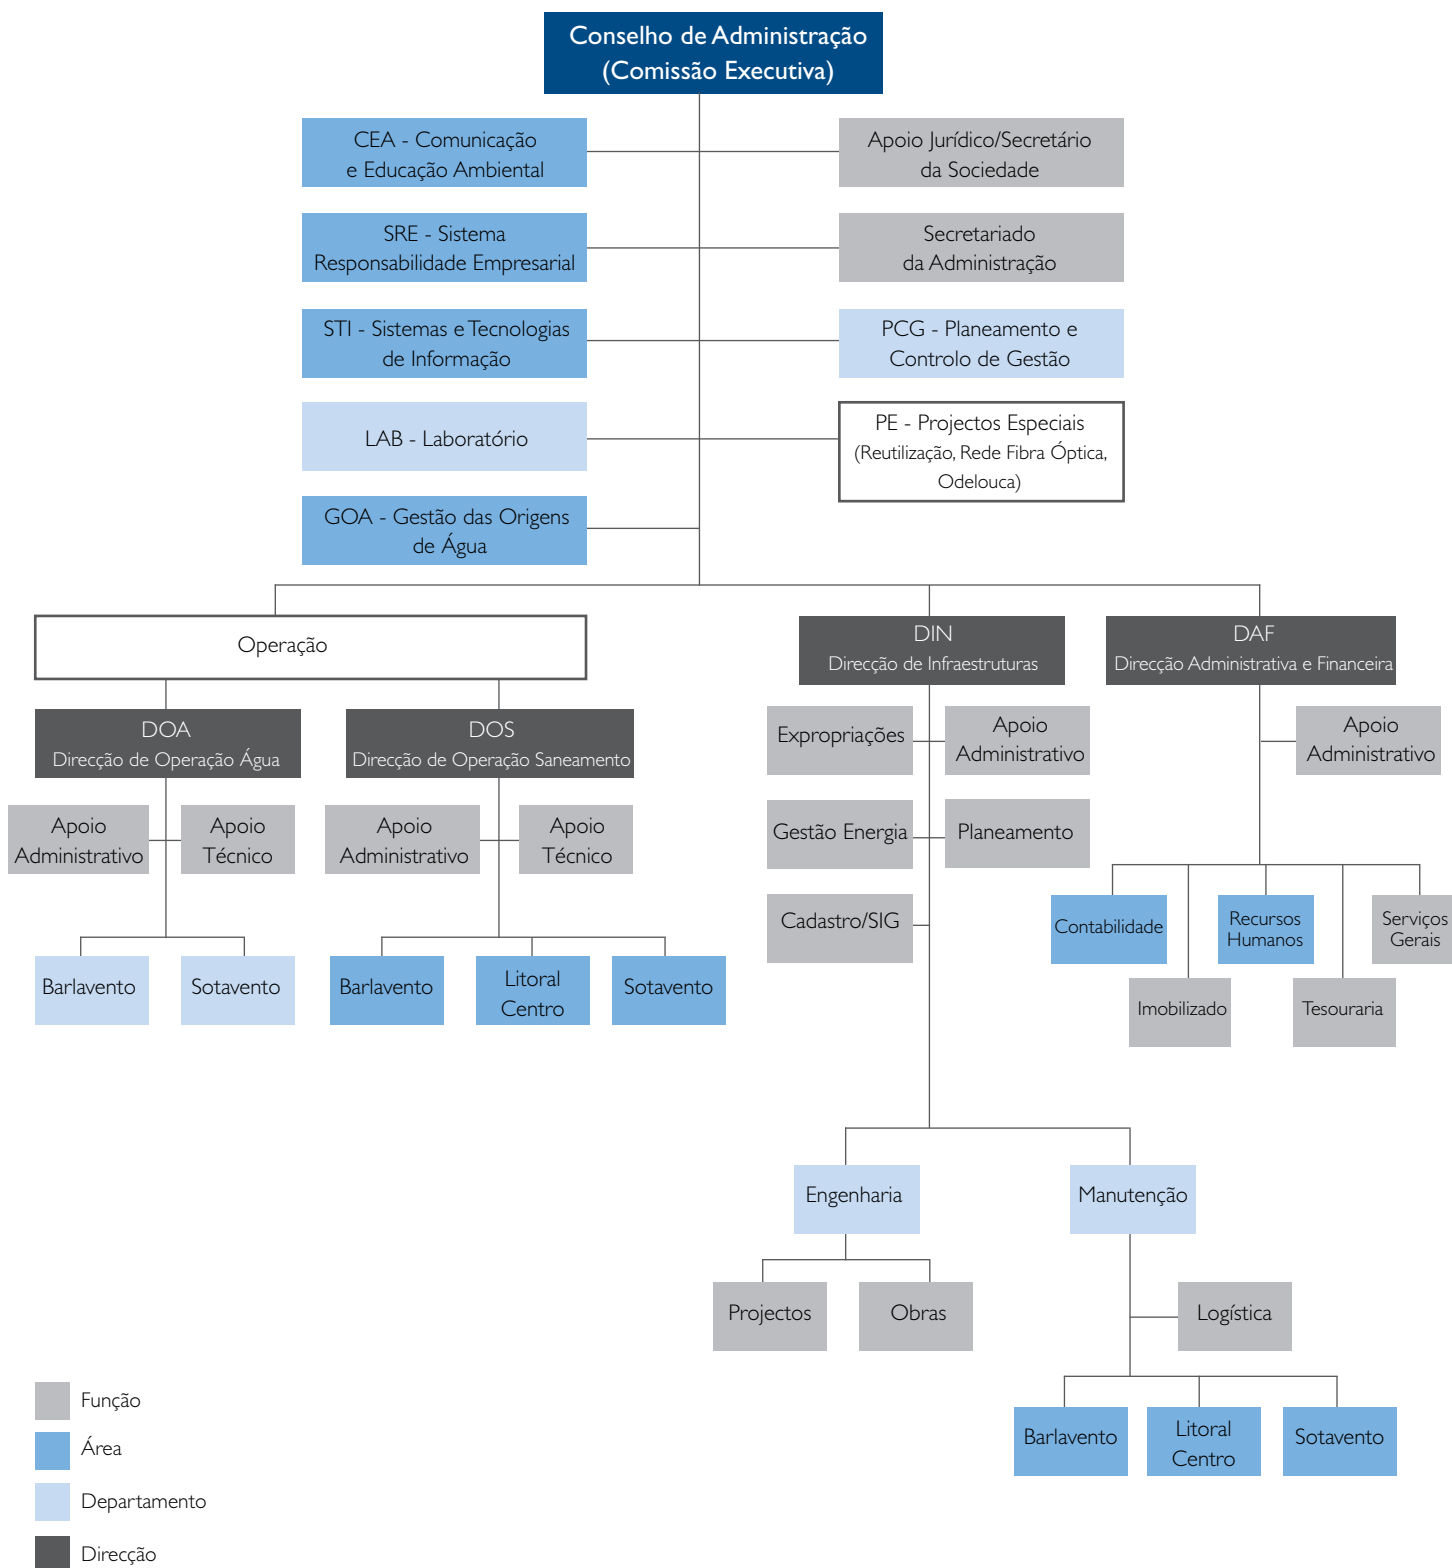 Conselho de Administração
(Comissão Executiva)
CEA - Comunicação
e Educação Ambiental
Apoio Jurídico/Secretário
da Sociedade
SRE - Sistema
Responsabilidade Empresarial
Secretariado
da Administração
STI - Sistemas e Tecnologias
de Informação
PCG - Planeamento e
Controlo de Gestão
LAB - Laboratório
PE - Projectos Especiais
(Reutilização, Rede Fibra Óptica,
Odelouca)
GOA - Gestão das Origens
de Água
Operação
DIN
Direcção de Infraestruturas
DAF
Direcção Administrativa e Financeira
DOA
Direcção de Operação Água
DOS
Direcção de Operação Saneamento
Expropriações
Apoio
Administrativo
Apoio
Administrativo
Apoio
Administrativo
Apoio
Técnico
Apoio
Administrativo
Apoio
Técnico
Gestão Energia
Planeamento
Cadastro/SIG
Contabilidade
Recursos
Humanos
Serviços
Gerais
Barlavento
Sotavento
Barlavento
Litoral
Centro
Sotavento
Imobilizado
Tesouraria
Engenharia
Manutenção
Projectos
Obras
Logística
Barlavento
Litoral
Centro
Sotavento
Função
Área
Departamento
Direcção